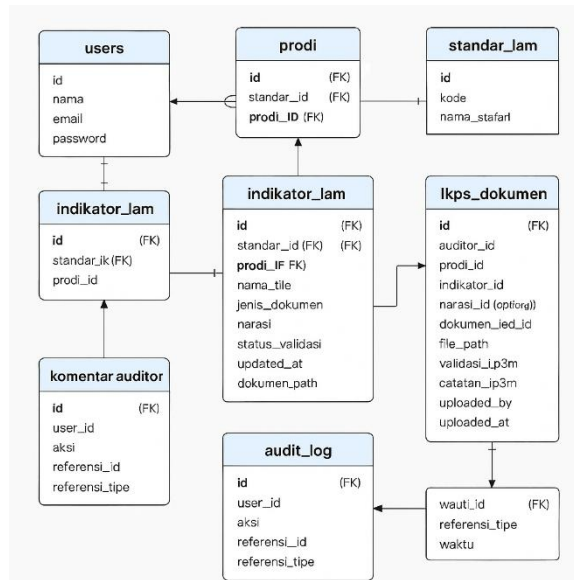 users
id
nama
email
password
prodi
id (FK)
standar_id (FK)
prodi_ID (FK)
standar_lam
id
kode
nama_stafarl
indikator_lam
id (FK)
standar_ik (FK)
prodi_id
indikator_lam
id (FK)
standar_id (FK) (FK)
prodi_IF FK)
nama_tile
jenis_dokumen
narasi
status_validasi
updated_at
dokumen_path
lkps_dokumen
id (FK)
auditor_id
prodi_id
indikator_id
narasi_id (optiorg))
dokumen_ied_id
file_path
validasi_i,p3m
catatan_ip3m
uploaded_by
uploaded_at
komentar auditor
id (FK)
user_id
aksi
referensi_id
referensi_tipe
audit_log
id (FK)
user_id
aksi
referensi_id
referensi_tipe
wauti_id (FK)
referensi_tipe
waktu